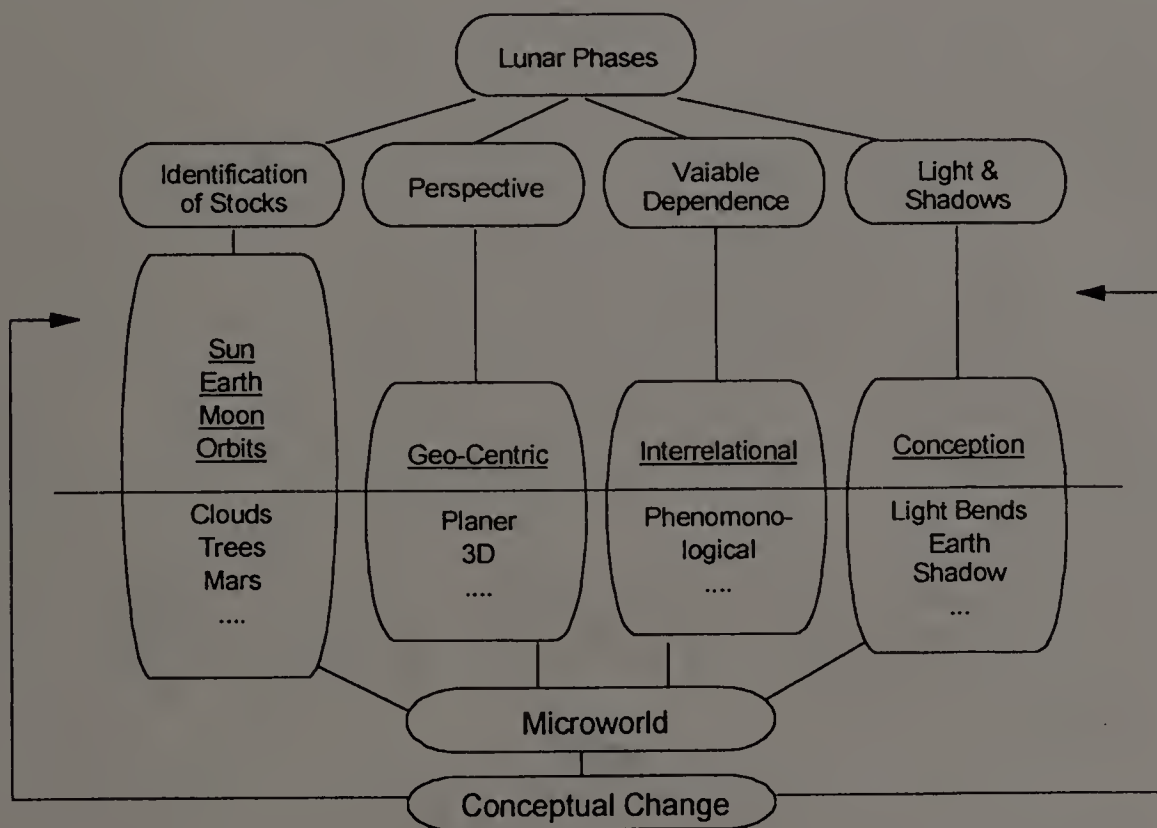 Lunar Phases
Identification
of Stocks
Perspective
Vaiable
Dependence
Light &
Shadows
Sun
Earth
Moon
Orbits
Clouds
Trees
Mars
....
Geo-Centric
Planer
3D
....
Interrelational
Phenomono-
logical
....
Conception
Light Bends
Earth
Shadow
...
Microworld
Conceptual Change